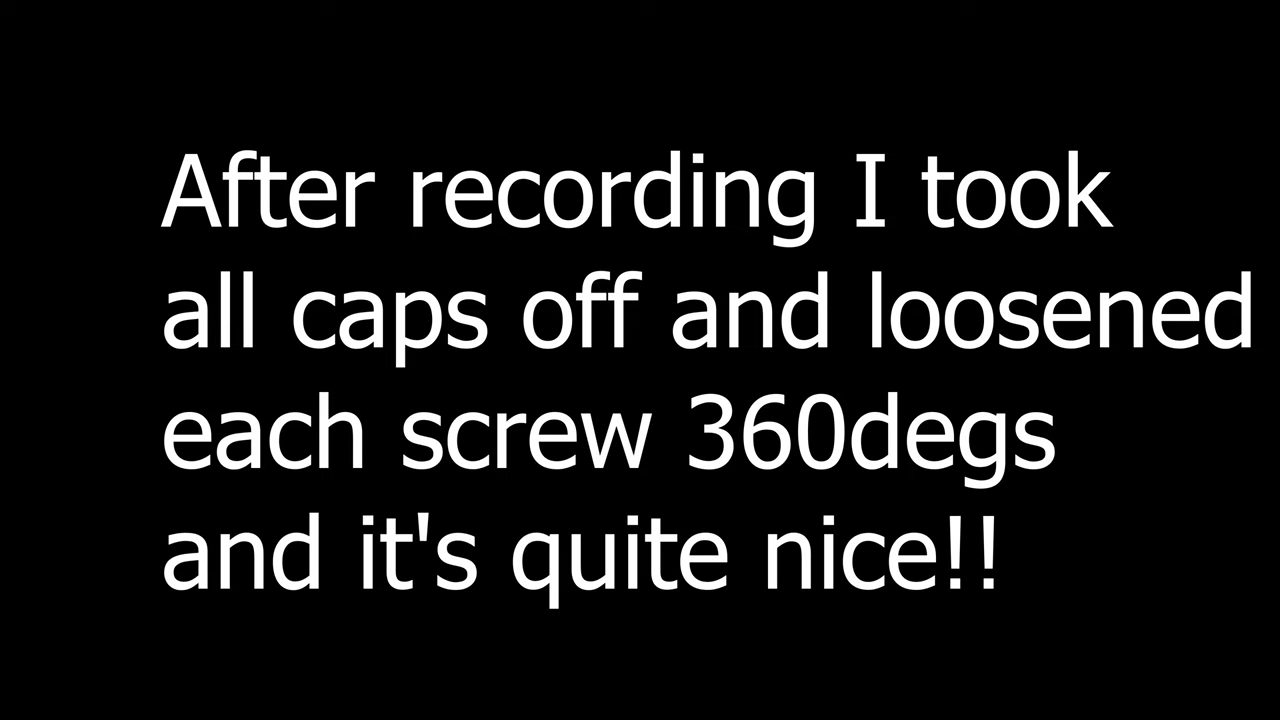 After recording I took
all caps off and loosened
each screw 360degs
and it's quite nice!!